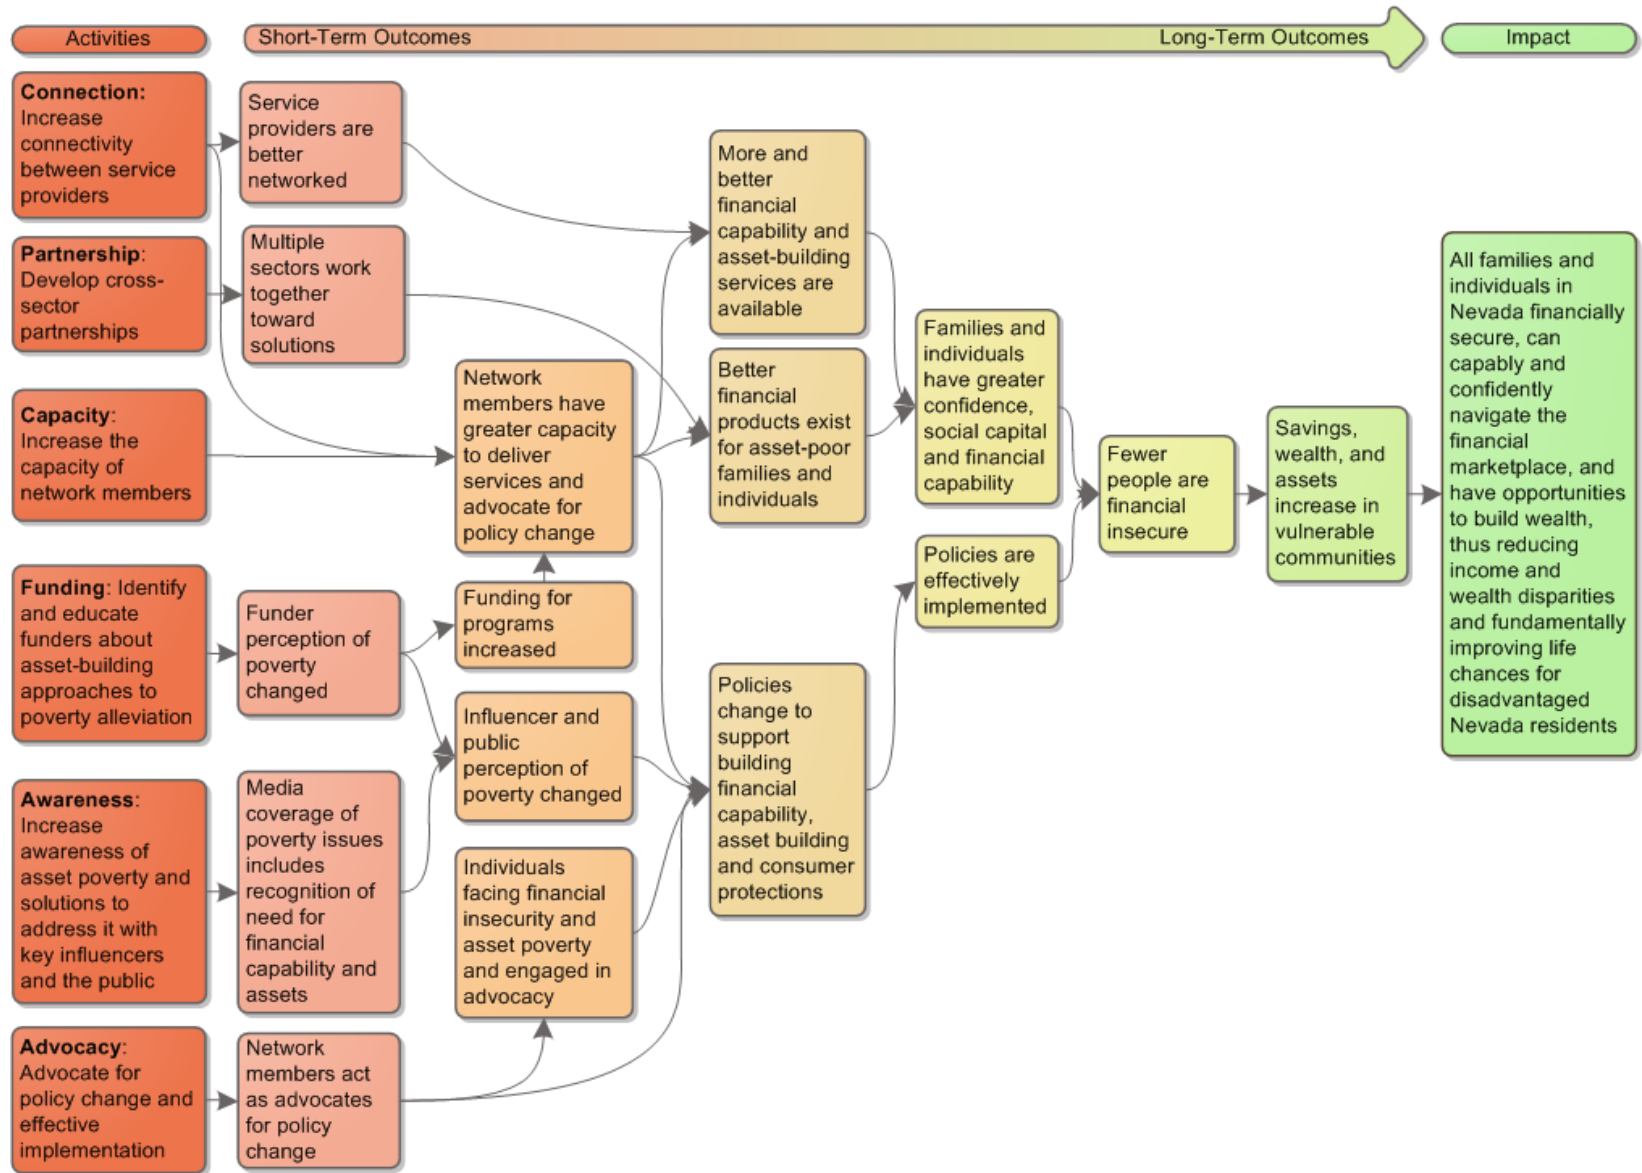 Activities
Short-Term Outcomes
Long-Term Outcomes
Impact
Connection:
Increase
connectivity
between service
providers
Service
providers are
better
networked
Partnership:
Develop cross-
sector
partnerships
Multiple
sectors work
together
toward
solutions
Capacity:
Increase the
capacity of
network members
Network
members have
greater capacity
to deliver
services and
advocate for
policy change
Funding: Identify
and educate
funders about
asset-building
approaches to
poverty alleviation
Funder
perception of
poverty
changed
Funding for
programs
increased
Influencer and
public
perception of
poverty changed
Awareness:
Increase
awareness of
asset poverty and
solutions to
address it with
key influencers
and the public
Media
coverage of
poverty issues
includes
recognition of
need for
financial
capability and
assets
Individuals
facing financial
insecurity and
asset poverty
and engaged in
advocacy
Advocacy:
Advocate for
policy change and
effective
implementation
Network
members act
as advocates
for policy
change
More and
better
financial
capability and
asset-building
services are
available
Better
financial
products exist
for asset-poor
families and
individuals
Policies
change to
support
building
financial
capability,
asset building
and consumer
protections
Families and
individuals
have greater
confidence,
social capital
and financial
capability
Policies are
effectively
implemented
Fewer
people are
financial
insecure
Savings,
wealth, and
assets
increase in
vulnerable
communities
All families and
individuals in
Nevada financially
secure, can
capably and
confidently
navigate the
financial
marketplace, and
have opportunities
to build wealth,
thus reducing
income and
wealth disparities
and fundamentally
improving life
chances for
disadvantaged
Nevada residents